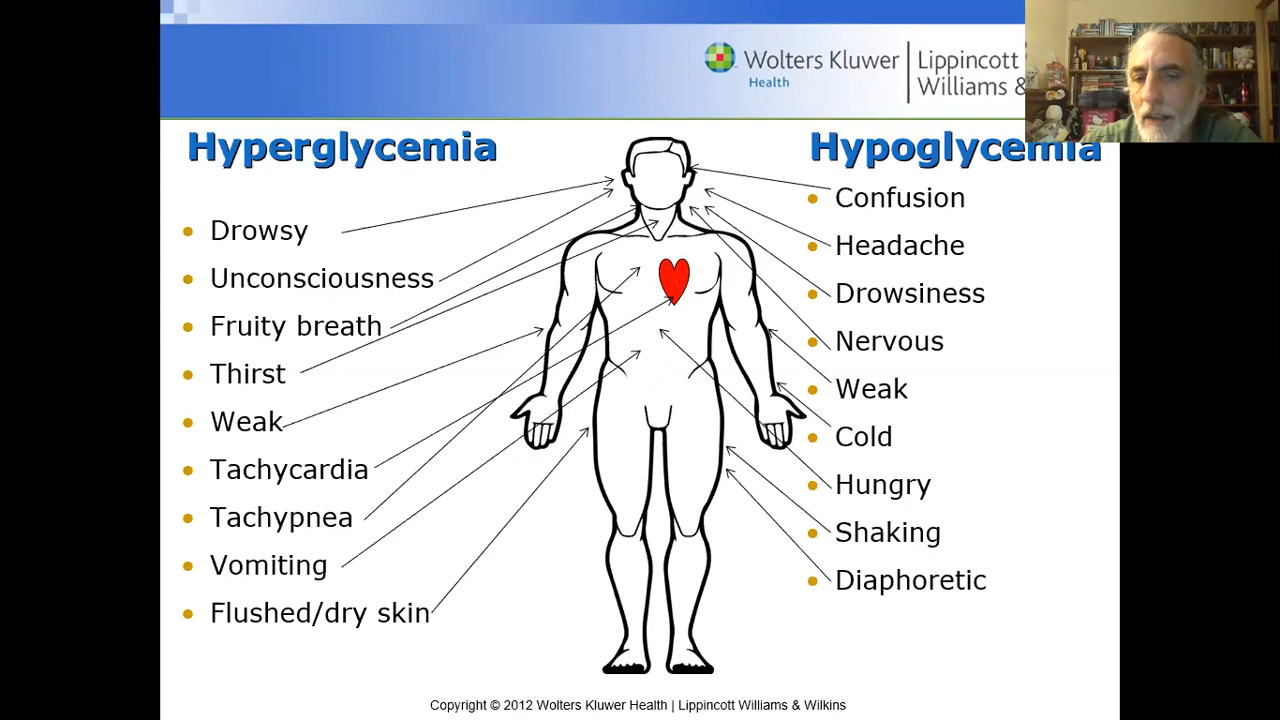 Wolters Kluwer
Health
Lippincott
Williams &
Hyperglycemia
Drowsy
Unconsciousness
Fruity breath
Thirst
Weak
Tachycardia
Tachypnea
Vomiting
Flushed/dry skin
Hypoglycemia
Confusion
Headache
Drowsiness
Nervous
Weak
Cold
Hungry
Shaking
Diaphoretic
Copyright © 2012 Wolters Kluwer Health | Lippincott Williams & Wilkins